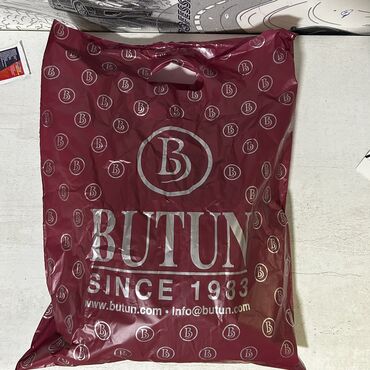 B
BUTUN
SINCE 1983
www.butun.com • info@butun.com